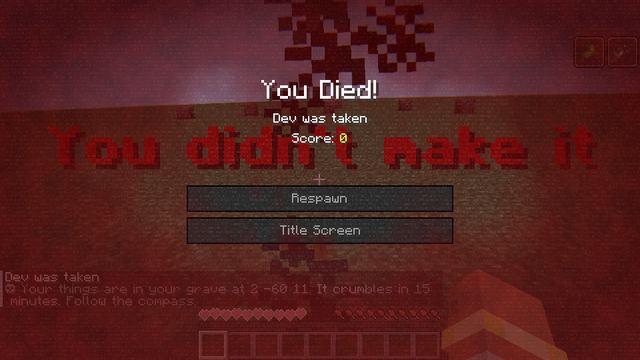 You Died!
Dev was taken
Score: 0
You didn't make it
Respawn
Title Screen
Dev was taken
Your things are in your grave at 2 -60 11. It crumbles in 15
minutes. Follow the compass.